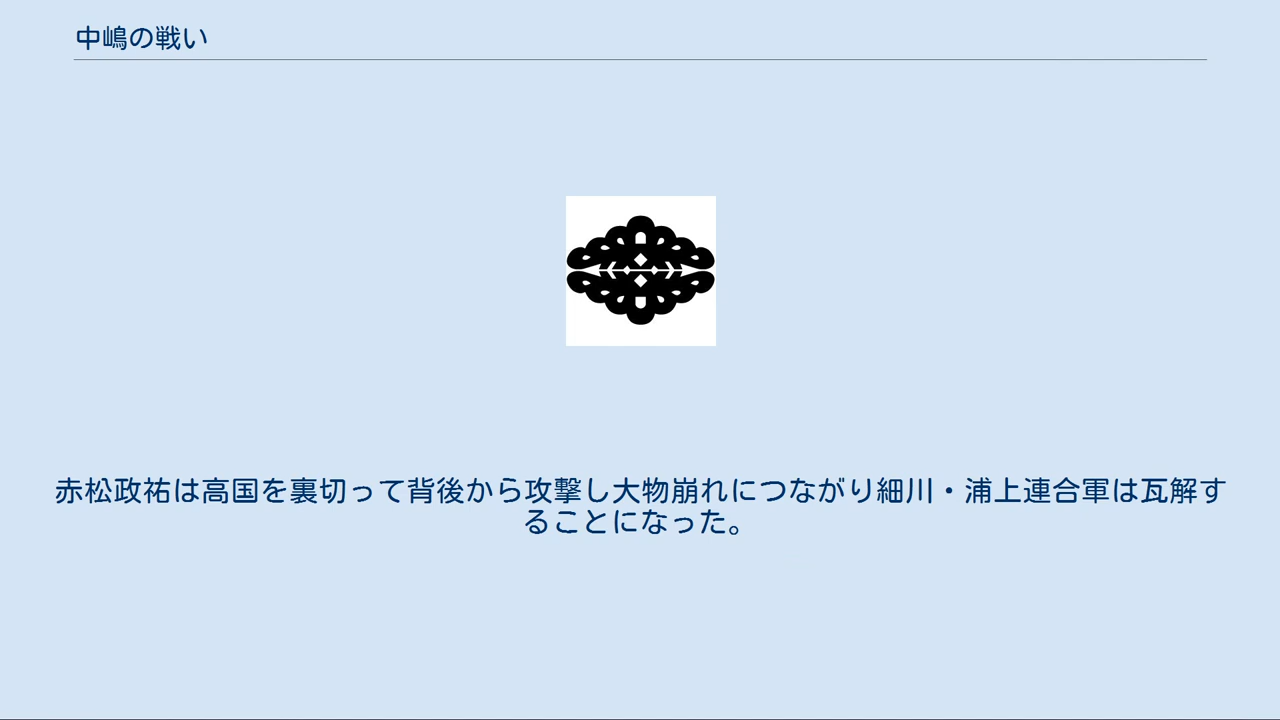 中嶋の戦い
赤松政祐は高国を裏切って背後から攻撃し大物崩れにつながり細川・浦上連合軍は瓦解す
ることになった。